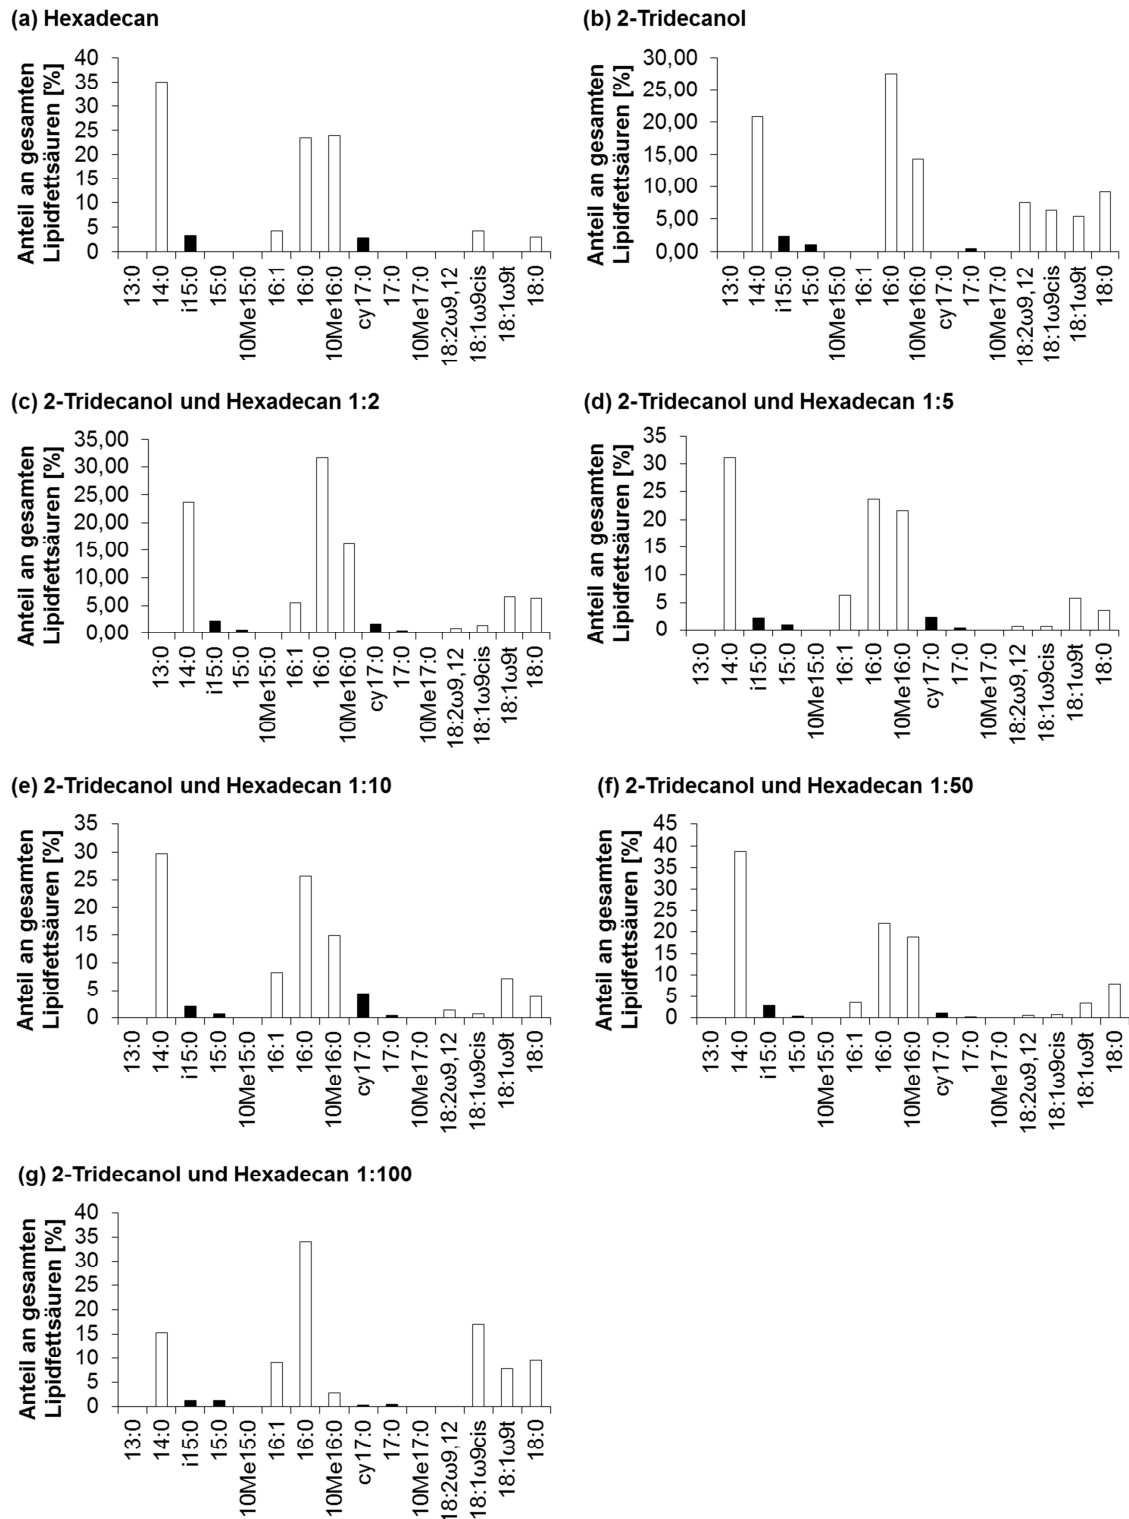 (a) Hexadecan
Anteil an gesamten
Lipidfettsäuren [%]
40
35
30
25
20
15
10
5
0
13:0
14:0
i15:0
15:0
10Me15:0
16:1
16:0
10Me16:0
cy17:0
17:0
10Me17:0
18:2ω9,12
18:1ω9cis
18:1ω9t
18:0
(b) 2-Tridecanol
Anteil an gesamten
Lipidfettsäuren [%]
30,00
25,00
20,00
15,00
10,00
5,00
0,00
13:0
14:0
i15:0
15:0
10Me15:0
16:1
16:0
10Me16:0
cy17:0
17:0
10Me17:0
18:2ω9,12
18:1ω9cis
18:1ω9t
18:0
(c) 2-Tridecanol und Hexadecan 1:2
Anteil an gesamten
Lipidfettsäuren [%]
35,00
30,00
25,00
20,00
15,00
10,00
5,00
0,00
13:0
14:0
i15:0
15:0
10Me15:0
16:1
16:0
10Me16:0
cy17:0
17:0
10Me17:0
18:2ω9,12
18:1ω9cis
18:1ω9t
18:0
(d) 2-Tridecanol und Hexadecan 1:5
Anteil an gesamten
Lipidfettsäuren [%]
35
30
25
20
15
10
5
0
13:0
14:0
i15:0
15:0
10Me15:0
16:1
16:0
10Me16:0
cy17:0
17:0
10Me17:0
18:2ω9,12
18:1ω9cis
18:1ω9t
18:0
(e) 2-Tridecanol und Hexadecan 1:10
Anteil an gesamten
Lipidfettsäuren [%]
35
30
25
20
15
10
5
0
13:0
14:0
i15:0
15:0
10Me15:0
16:1
16:0
10Me16:0
cy17:0
17:0
10Me17:0
18:2ω9,12
18:1ω9cis
18:1ω9t
18:0
(f) 2-Tridecanol und Hexadecan 1:50
Anteil an gesamten
Lipidfettsäuren [%]
45
40
35
30
25
20
15
10
5
0
13:0
14:0
i15:0
15:0
10Me15:0
16:1
16:0
10Me16:0
cy17:0
17:0
10Me17:0
18:2ω9,12
18:1ω9cis
18:1ω9t
18:0
(g) 2-Tridecanol und Hexadecan 1:100
Anteil an gesamten
Lipidfettsäuren [%]
40
35
30
25
20
15
10
5
0
13:0
14:0
i15:0
15:0
10Me15:0
16:1
16:0
10Me16:0
cy17:0
17:0
10Me17:0
18:2ω9,12
18:1ω9cis
18:1ω9t
18:0